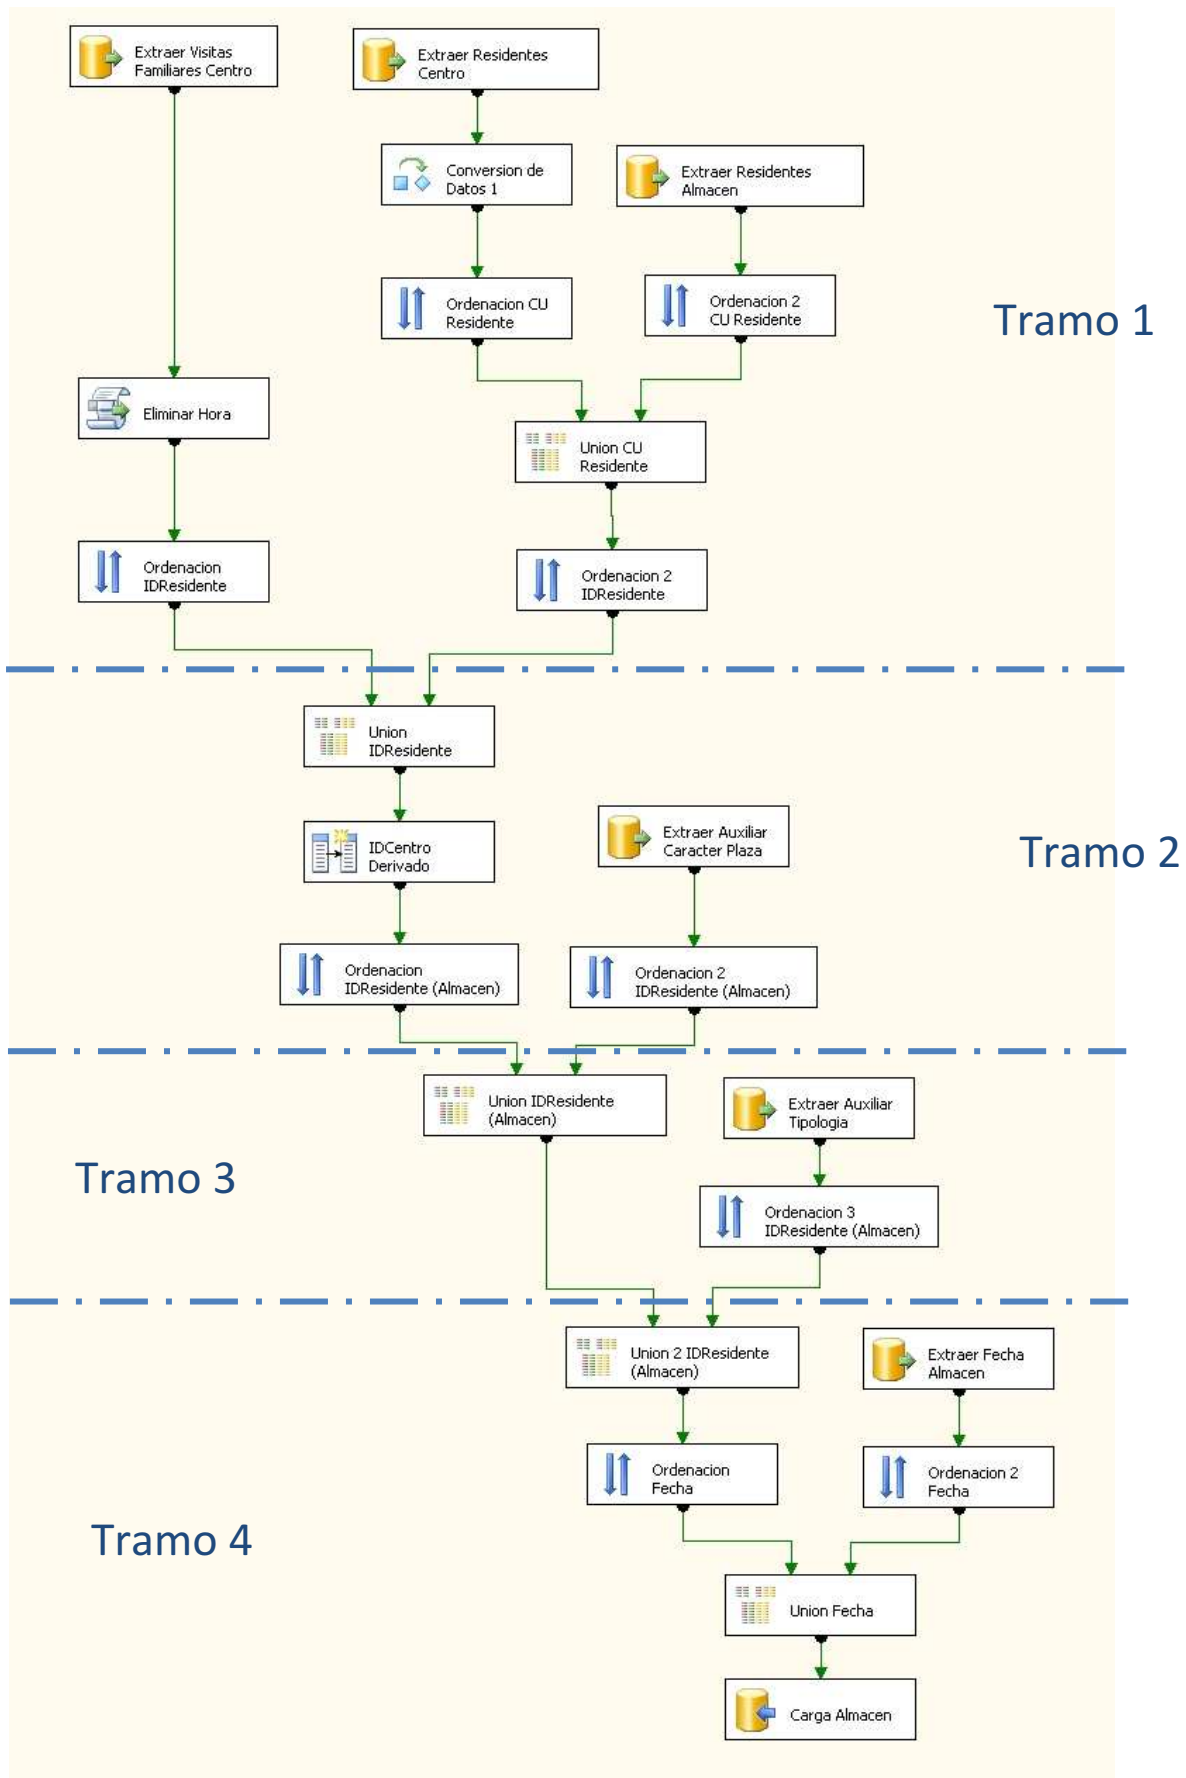 Extraer Visitas
Familiares Centro
Extraer Residentes
Centro
Conversion de
Datos 1
Extraer Residentes
Almacen
Ordenacion CU
Residente
Ordenacion 2
CU Residente
Tramo 1
Eliminar Hora
Union CU
Residente
Ordenacion
IDResidente
Ordenacion 2
IDResidente
Union
IDResidente
IDCentro
Derivado
Extraer Auxiliar
Caracter Plaza
Tramo 2
Ordenacion
IDResidente (Almacen)
Ordenacion 2
IDResidente (Almacen)
Union IDResidente
(Almacen)
Extraer Auxiliar
Tipologia
Tramo 3
Ordenacion 3
IDResidente (Almacen)
Union 2 IDResidente
(Almacen)
Extraer Fecha
Almacen
Ordenacion
Fecha
Ordenacion 2
Fecha
Tramo 4
Union Fecha
Carga Almacen